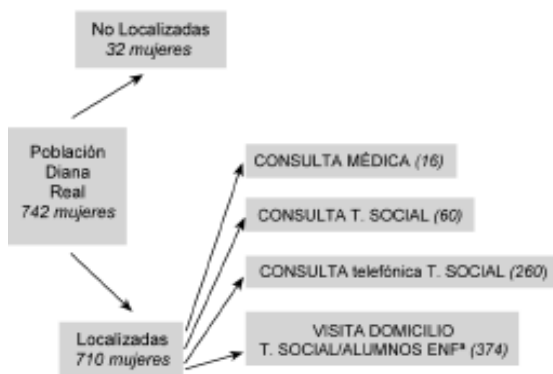 No Localizadas
32 mujeres
Población
Diana
Real
742 mujeres
CONSULTA MÉDICA (16)
CONSULTA T. SOCIAL (60)
CONSULTA telefónica T. SOCIAL (260)
Localizadas
710 mujeres
VISITA DOMICILIO
T. SOCIAL/ALUMNOS ENFª (374)